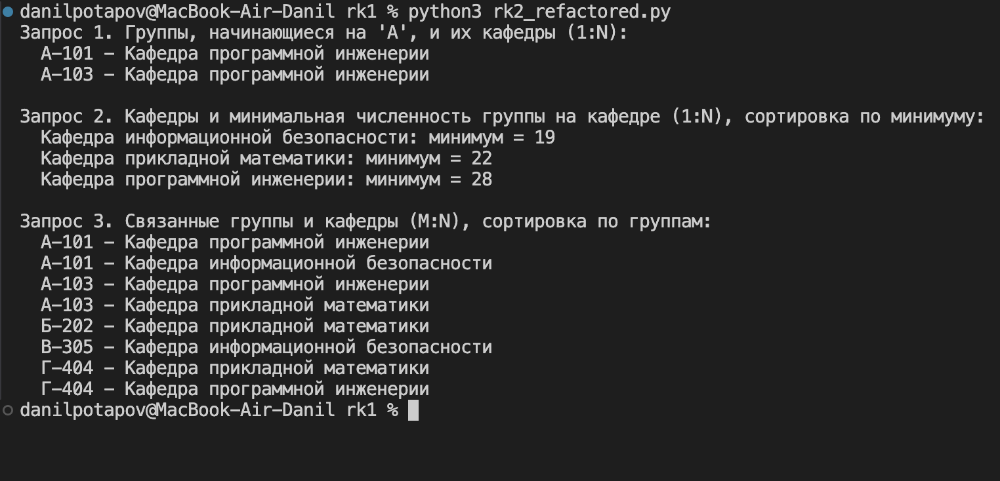 danilpotapov@MacBook-Air-Danil rk1 % python3 rk2_refactored.py
Запрос 1. Группы, начинающиеся на 'А', и их кафедры (1:N):
А-101 - Кафедра программной инженерии
А-103 - Кафедра программной инженерии
Запрос 2. Кафедры и минимальная численность группы на кафедре (1:N), сортировка по минимуму:
Кафедра информационной безопасности: минимум = 19
Кафедра прикладной математики: минимум = 22
Кафедра программной инженерии: минимум = 28
Запрос 3. Связанные группы и кафедры (M:N), сортировка по группам:
А-101 - Кафедра программной инженерии
А-101 - Кафедра информационной безопасности
А-103 - Кафедра программной инженерии
А-103 - Кафедра прикладной математики
Б-202 - Кафедра прикладной математики
В-305 - Кафедра информационной безопасности
Г-404 - Кафедра прикладной математики
Г-404 - Кафедра программной инженерии
danilpotapov@MacBook-Air-Danil rk1 %